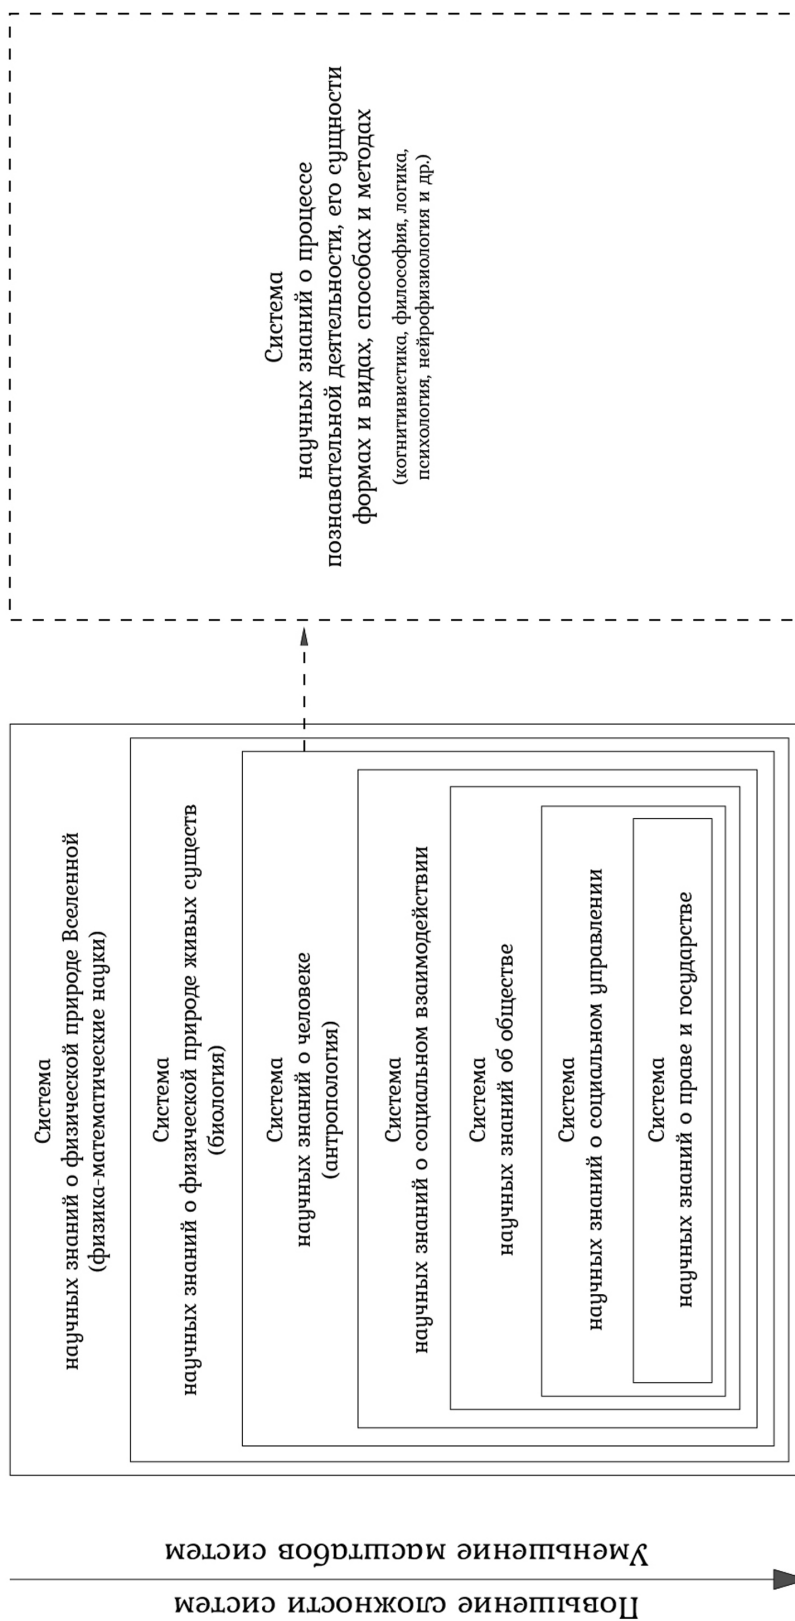 Система
научных знаний о физической природе Вселенной
(физика-математические науки)
Система
научных знаний о физической природе живых существ
(биология)
Система
научных знаний о человеке
(антропология)
Система
научных знаний о социальном взаимодействии
Система
научных знаний об обществе
Система
научных знаний о социальном управлении
Система
научных знаний о праве и государстве
Система
научных знаний о процессе
познавательной деятельности, его сущности
формах и видах, способах и методах
(когнитивистика, философия, логика,
психология, нейрофизиология и др.)
Уменьшение масштабов систем
Повышение сложности систем